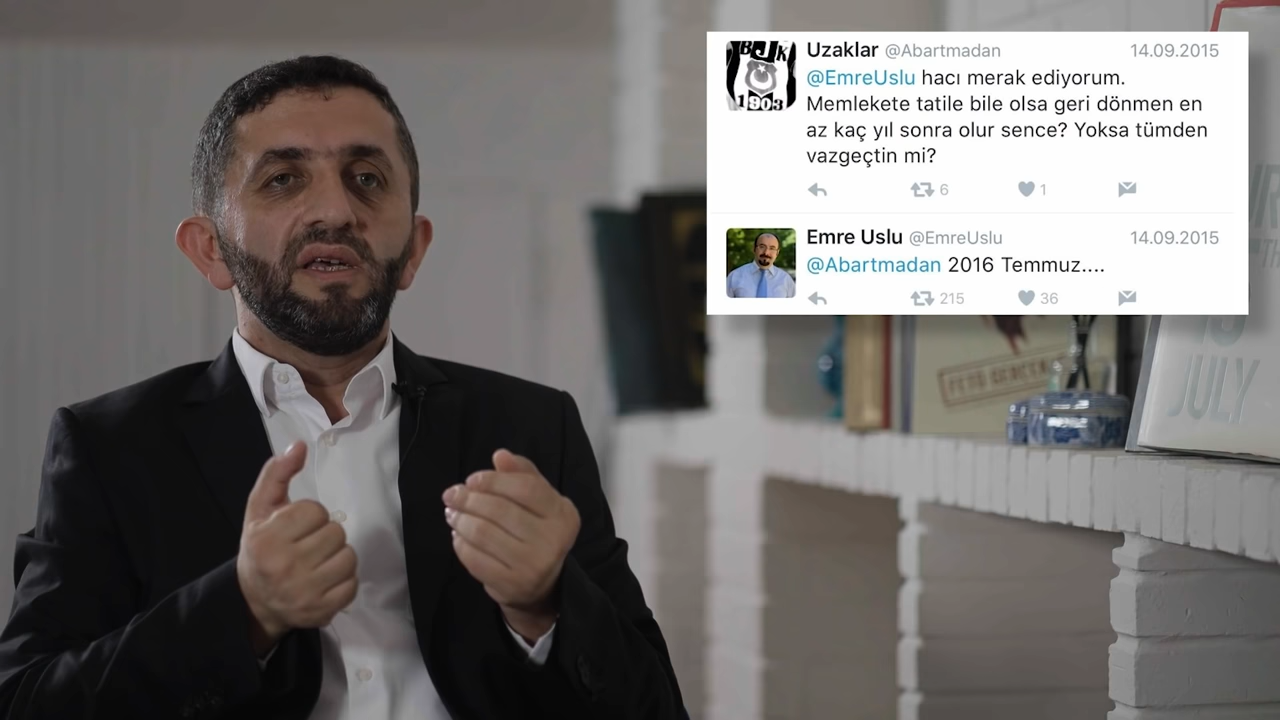 BJK
1903
Uzaklar @Abartmadan 14.09.2015
@EmreUslu hacı merak ediyorum.
Memlekete tatile bile olsa geri dönmen en
az kaç yıl sonra olur sence? Yoksa tümden
vazgeçtin mi?
6 1
Emre Uslu @EmreUslu 14.09.2015
@Abartmadan 2016 Temmuz....
215 36
15
JULY